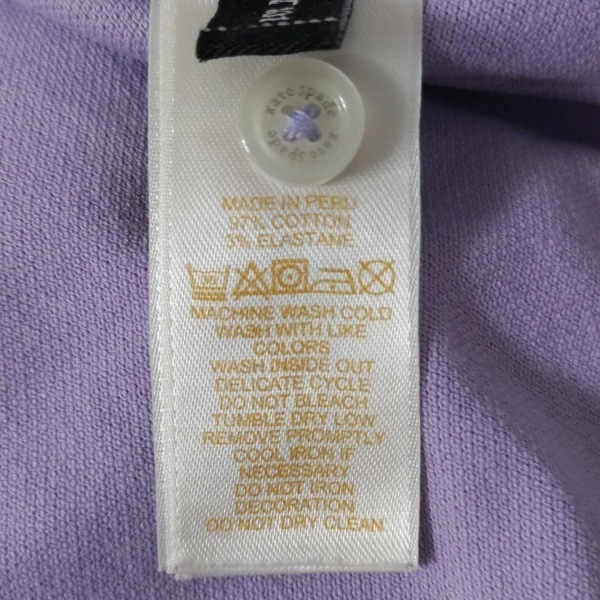 kate spade kate spade
MADE IN PERU
97% COTTON
3% ELASTANE
MACHINE WASH COLD
WASH WITH LIKE
COLORS
WASH INSIDE OUT
DELICATE CYCLE
DO NOT BLEACH
TUMBLE DRY LOW
REMOVE PROMPTLY
COOL IRON IF
NECESSARY
DO NOT IRON
DECORATION
DO NOT DRY CLEAN